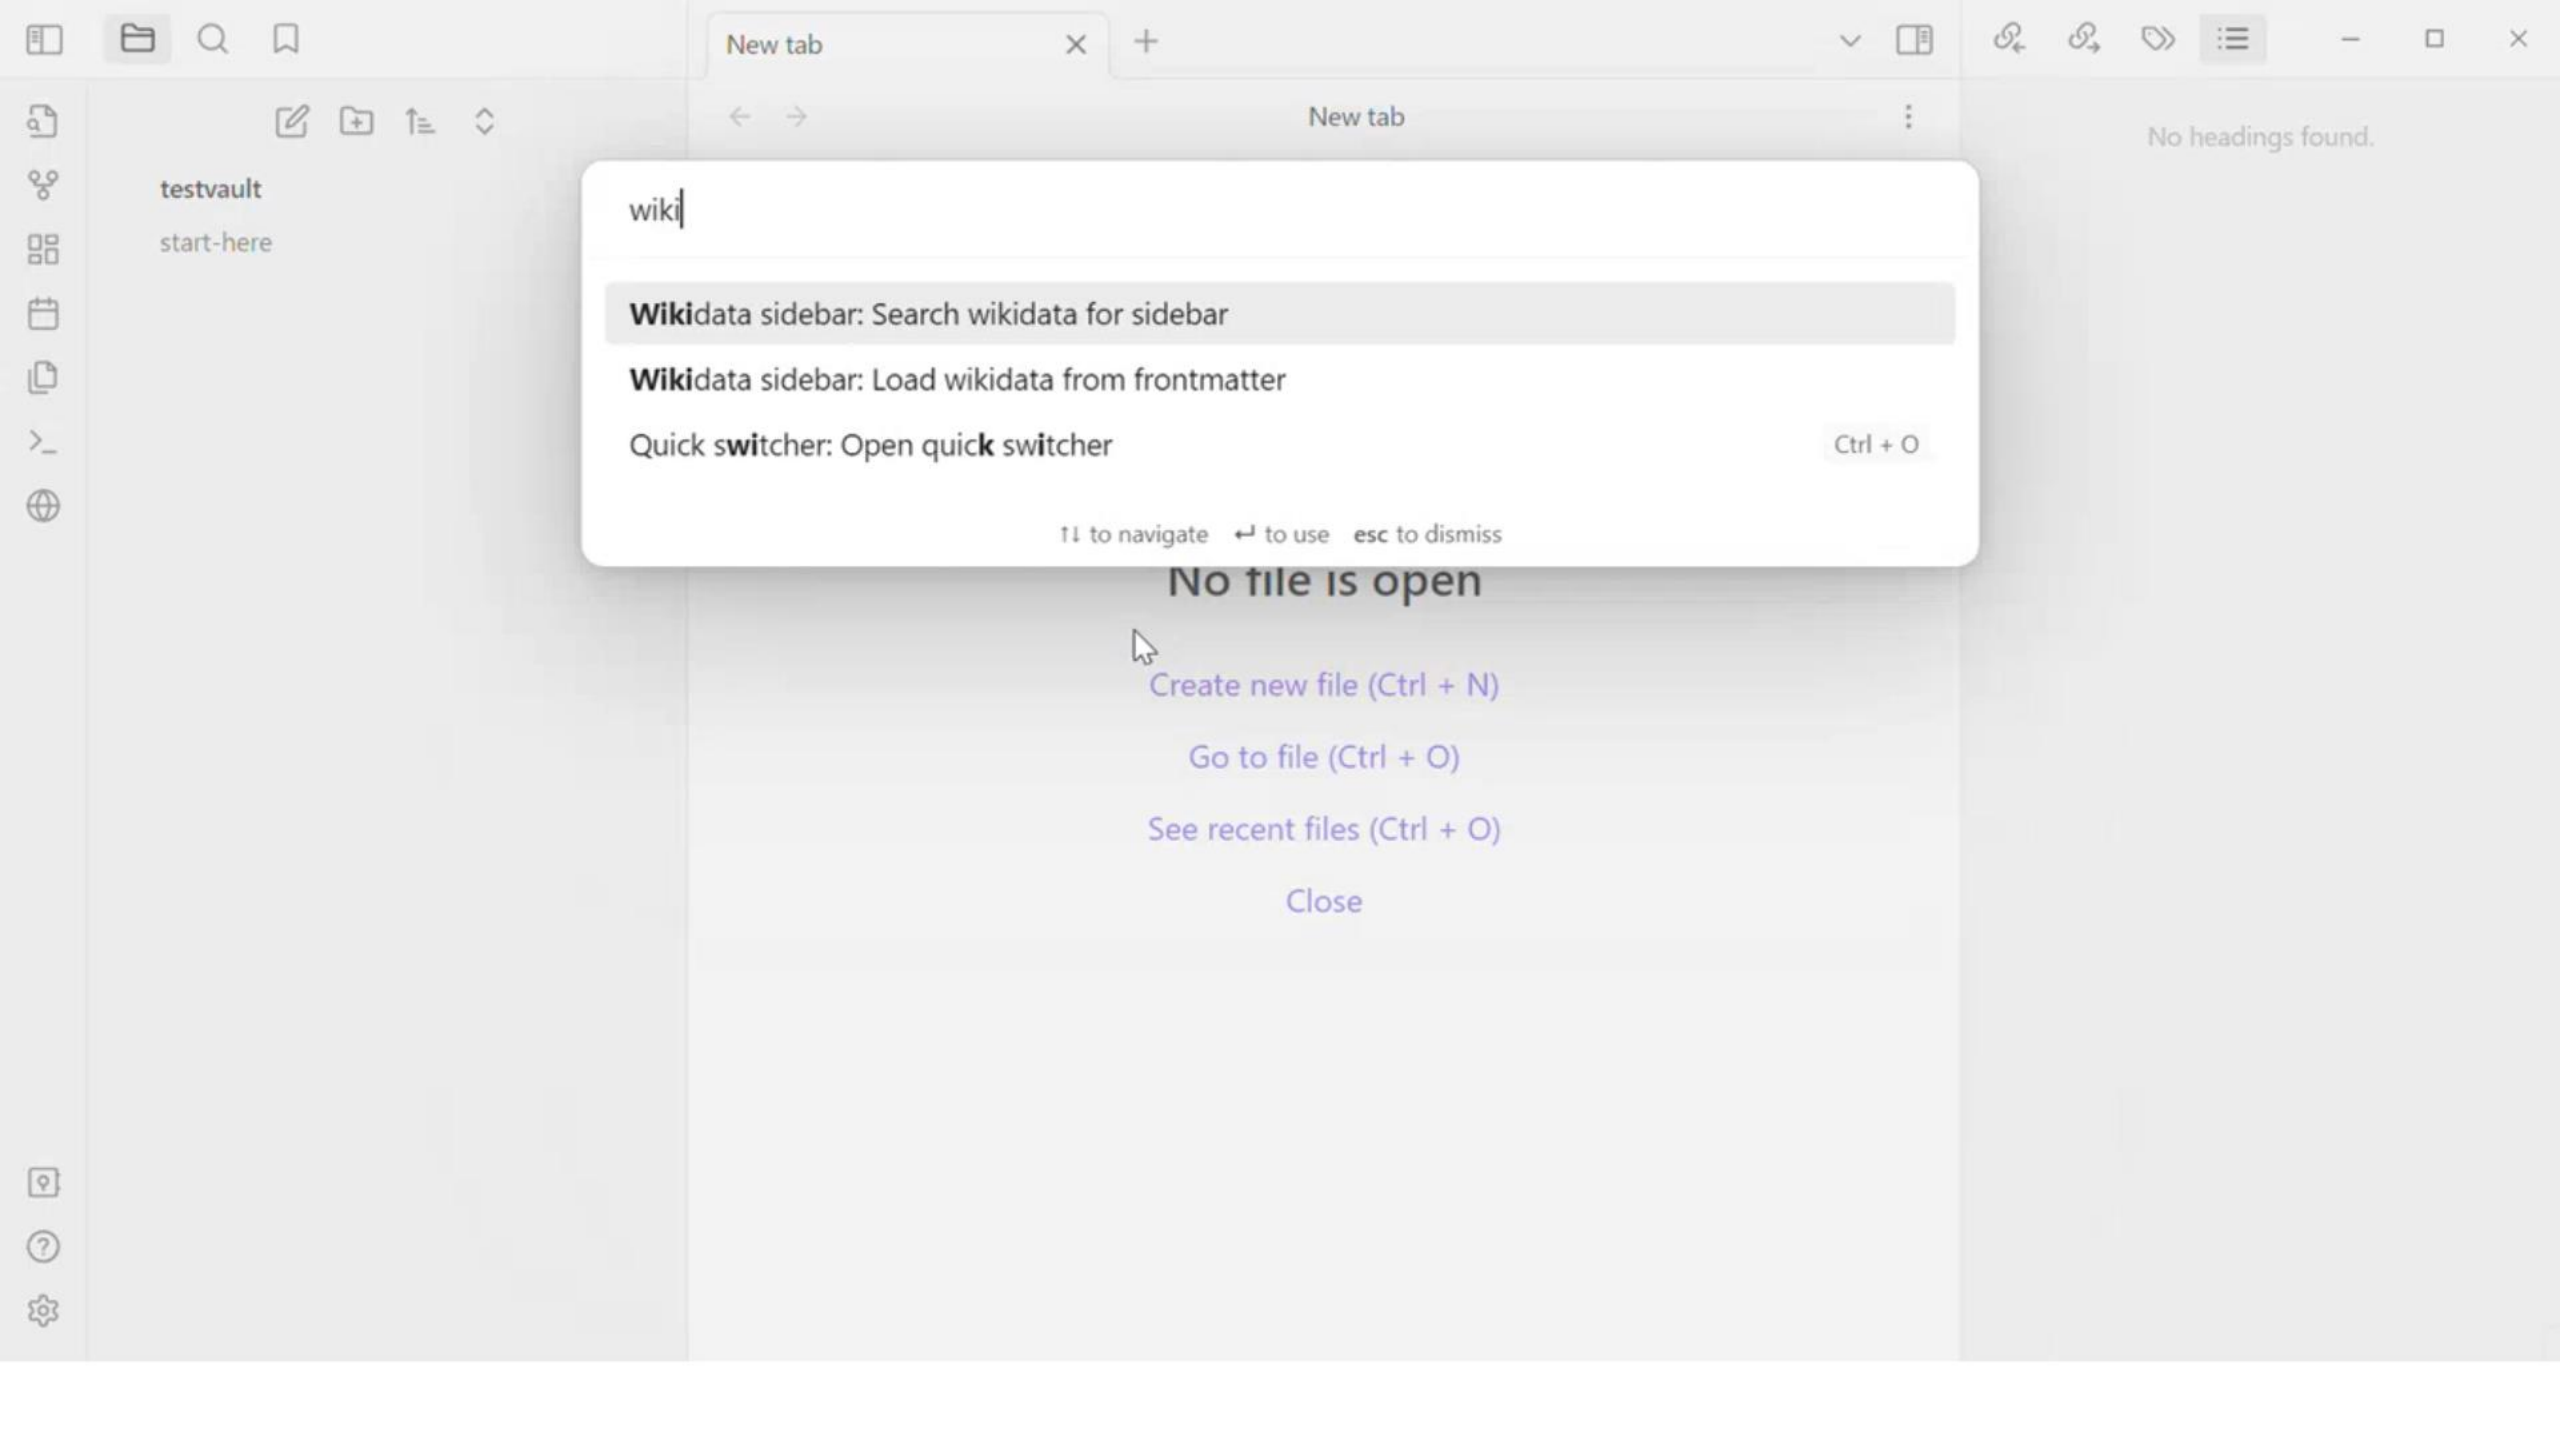 New tab
New tab
No headings found.
testvault
start-here
wiki
Wikidata sidebar: Search wikidata for sidebar
Wikidata sidebar: Load wikidata from frontmatter
Quick switcher: Open quick switcher Ctrl + O
↑↓ to navigate ↵ to use esc to dismiss
No file is open
Create new file (Ctrl + N)
Go to file (Ctrl + O)
See recent files (Ctrl + O)
Close